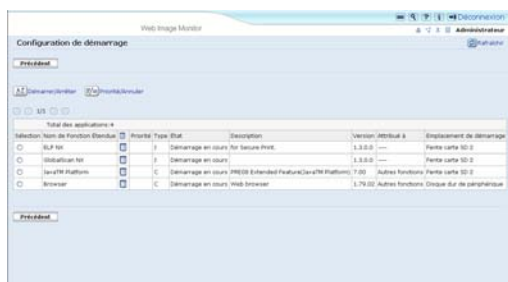 Déconnexion
Web Image Monitor
Administrateur
Configuration de démarrage
Rafraîchir
Précédent
Démarrer/Arrêter Priorité/Annuler
1/1
Total des applications :4
Sélection Nom de Fonction Étendue Priorité Type État Description Version Attribué à Emplacement de démarrage
ELP NX J Démarrage en cours for Secure Print. 1.3.0.0 ---- Fente carte SD 2
GlobalScan NX J Démarrage en cours 1.3.0.0 ---- Fente carte SD 2
JavaTM Platform C Démarrage en cours Extended Feature(JavaTM Platform) 7.00 Autres fonctions Fente carte SD 2
Browser C Démarrage en cours Web browser 1.79.02 Autres fonctions Disque dur de périphérique
Précédent